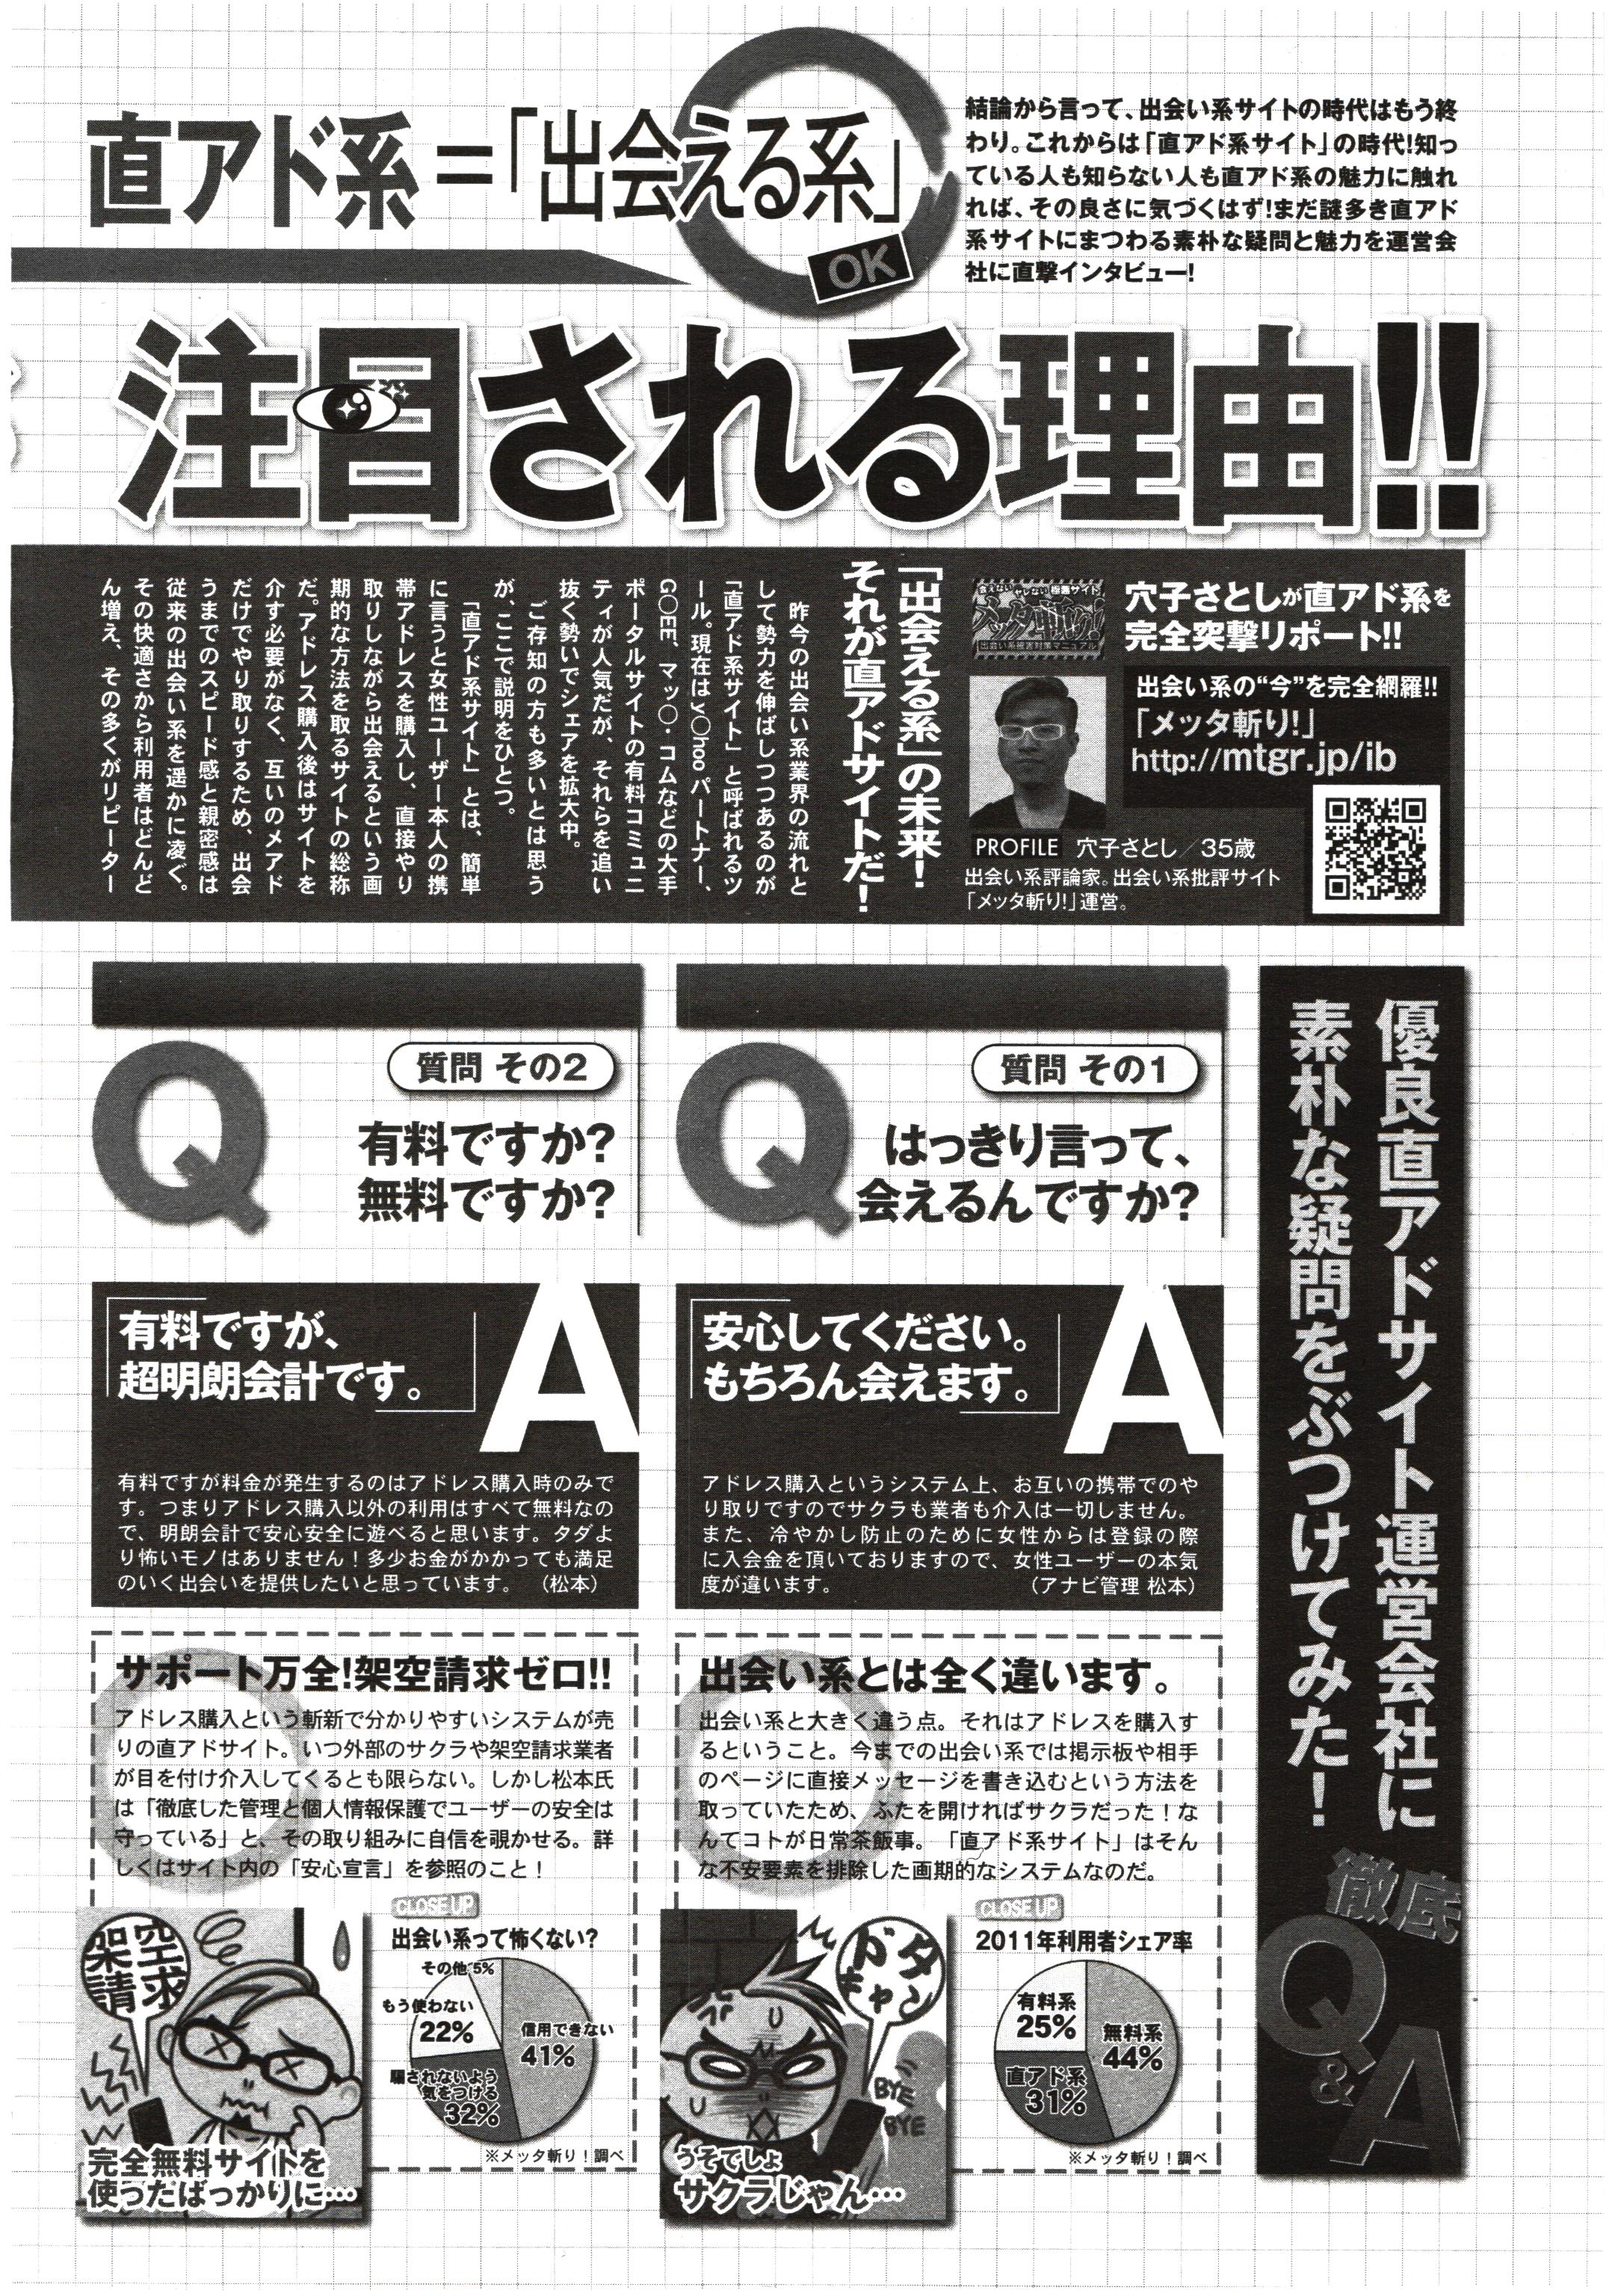 直アド系＝「出会える系」
OK
結論から言って、出会い系サイトの時代はもう終
わり。これからは「直アド系サイト」の時代!知っ
ている人も知らない人も直アド系の魅力に触れ
れば、その良さに気づくはず!まだ謎多き直アド
系サイトにまつわる素朴な疑問と魅力を運営会
社に直撃インタビュー!
注目される理由!!
穴子さとしが直アド系を
完全突撃リポート!!
出会い系の“今”を完全網羅!!
「メッタ斬り!」
http://mtgr.jp/ib
メッタ斬り!
出会い系被害対策マニュアル
PROFILE 穴子さとし／35歳
出会い系評論家。出会い系批評サイト
「メッタ斬り!」運営。
「出会える系」の未来！
それが直アドサイトだ！
昨今の出会い系業界の流れと
して勢力を伸ばしつつあるのが
「直アド系サイト」と呼ばれるツ
ール。現在はy〇hooパートナー、
G〇EE、マッ〇・コムなどの大手
ポータルサイトの有料コミュニ
ティが人気だが、それらを追い
抜く勢いでシェアを拡大中。
ご存知の方も多いとは思う
が、ここで説明をひとつ。
「直アド系サイト」とは、簡単
に言うと女性ユーザー本人の携
帯アドレスを購入し、直接やり
取りしながら出会えるという画
期的な方法を取るサイトの総称
だ。アドレス購入後はサイトを
介す必要がなく、互いのメアド
だけでやり取りするため、出会
うまでのスピード感と親密感は
従来の出会い系を遥かに凌ぐ。
その快適さから利用者はどんど
ん増え、その多くがリピーター
優良直アドサイト運営会社に
素朴な疑問をぶつけてみた！
徹底
Q&A
Q
質問 その1
はっきり言って、
会えるんですか?
A
「安心してください。
もちろん会えます。」
アドレス購入というシステム上、お互いの携帯でのや
り取りですのでサクラも業者も介入は一切しません。
また、冷やかし防止のために女性からは登録の際
に入会金を頂いておりますので、女性ユーザーの本気
度が違います。（アナビ管理 松本）
出会い系とは全く違います。
出会い系と大きく違う点。それはアドレスを購入す
るということ。今までの出会い系では掲示板や相手
のページに直接メッセージを書き込むという方法を
取っていたため、ふたを開ければサクラだった！な
んてコトが日常茶飯事。「直アド系サイト」はそん
な不安要素を排除した画期的なシステムなのだ。
ドタ
キャン
BYE
BYE
うそでしょ
サクラじゃん…
CLOSE UP
2011年利用者シェア率
有料系
25%
無料系
44%
直アド系
31%
※メッタ斬り！調べ
Q
質問 その2
有料ですか?
無料ですか?
A
「有料ですが、
超明朗会計です。」
有料ですが料金が発生するのはアドレス購入時のみで
す。つまりアドレス購入以外の利用はすべて無料なの
で、明朗会計で安心安全に遊べると思います。タダよ
り怖いモノはありません！多少お金がかかっても満足
のいく出会いを提供したいと思っています。（松本）
サポート万全!架空請求ゼロ!!
アドレス購入という斬新で分かりやすいシステムが売
りの直アドサイト。いつ外部のサクラや架空請求業者
が目を付け介入してくるとも限らない。しかし松本氏
は「徹底した管理と個人情報保護でユーザーの安全は
守っている」と、その取り組みに自信を覗かせる。詳
しくはサイト内の「安心宣言」を参照のこと！
架空
請求
完全無料サイトを
使ったばっかりに…
CLOSE UP
出会い系って怖くない?
その他 5%
もう使わない
22%
信用できない
41%
騙されないよう
気をつける
32%
※メッタ斬り！調べ